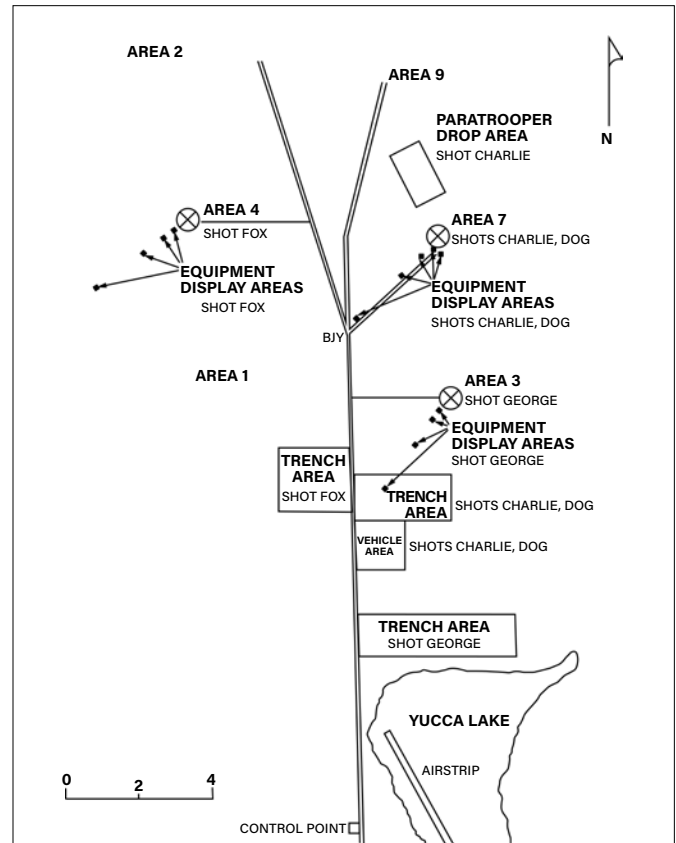 AREA 2
AREA 9
N
PARATROOPER
DROP AREA
SHOT CHARLIE
AREA 4
SHOT FOX
AREA 7
SHOTS CHARLIE, DOG
EQUIPMENT
DISPLAY AREAS
SHOT FOX
EQUIPMENT
DISPLAY AREAS
SHOTS CHARLIE, DOG
BJY
AREA 1
AREA 3
SHOT GEORGE
EQUIPMENT
DISPLAY AREAS
SHOT GEORGE
TRENCH
AREA
SHOT FOX
TRENCH
AREA
SHOTS CHARLIE, DOG
VEHICLE
AREA
SHOTS CHARLIE, DOG
TRENCH AREA
SHOT GEORGE
YUCCA LAKE
AIRSTRIP
0 2 4
CONTROL POINT